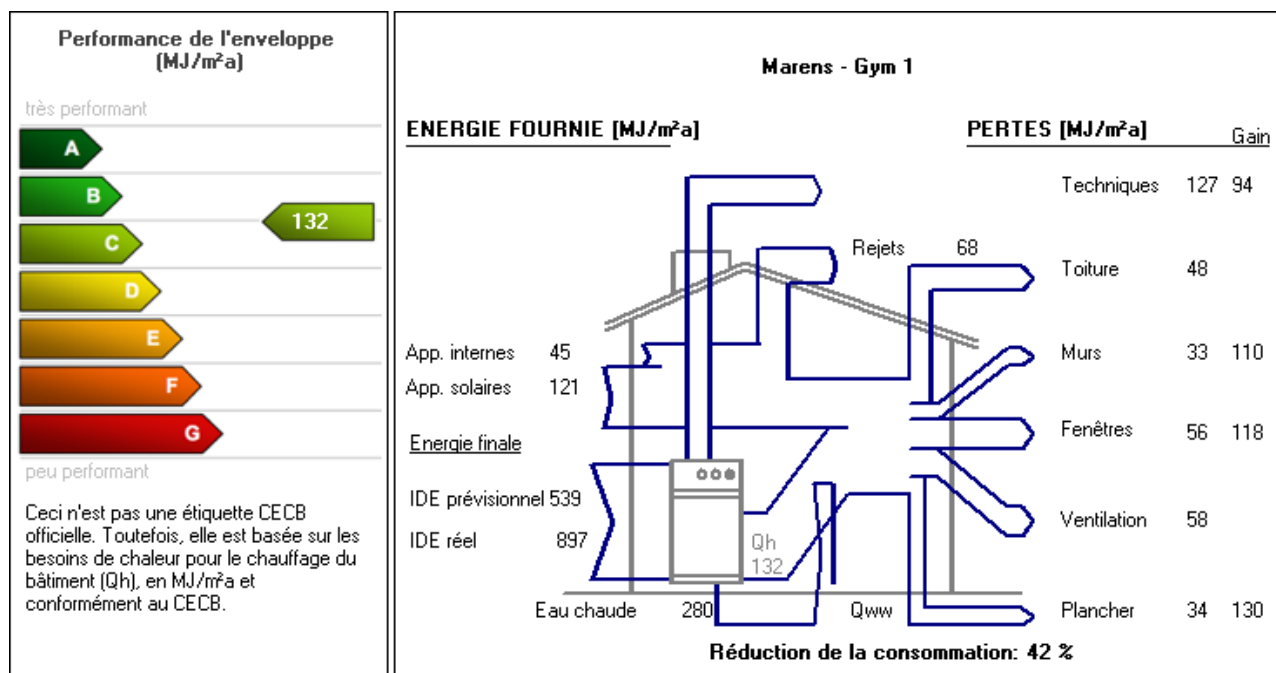 Performance de l'enveloppe
(MJ/m²a)
très performant
A
B
132
C
D
E
F
G
peu performant
Ceci n'est pas une étiquette CECB
officielle. Toutefois, elle est basée sur les
besoins de chaleur pour le chauffage du
bâtiment (Qh), en MJ/m²a et
conformément au CECB.
Marens - Gym 1
ENERGIE FOURNIE [MJ/m²a]
PERTES [MJ/m²a] Gain
Techniques 127 94
Rejets 68
Toiture 48
App. internes 45
Murs 33 110
App. solaires 121
Fenêtres 56 118
Energie finale
IDE prévisionnel 539
IDE réel 897
Ventilation 58
Qh
132
Eau chaude 280 Qww
Plancher 34 130
Réduction de la consommation: 42 %